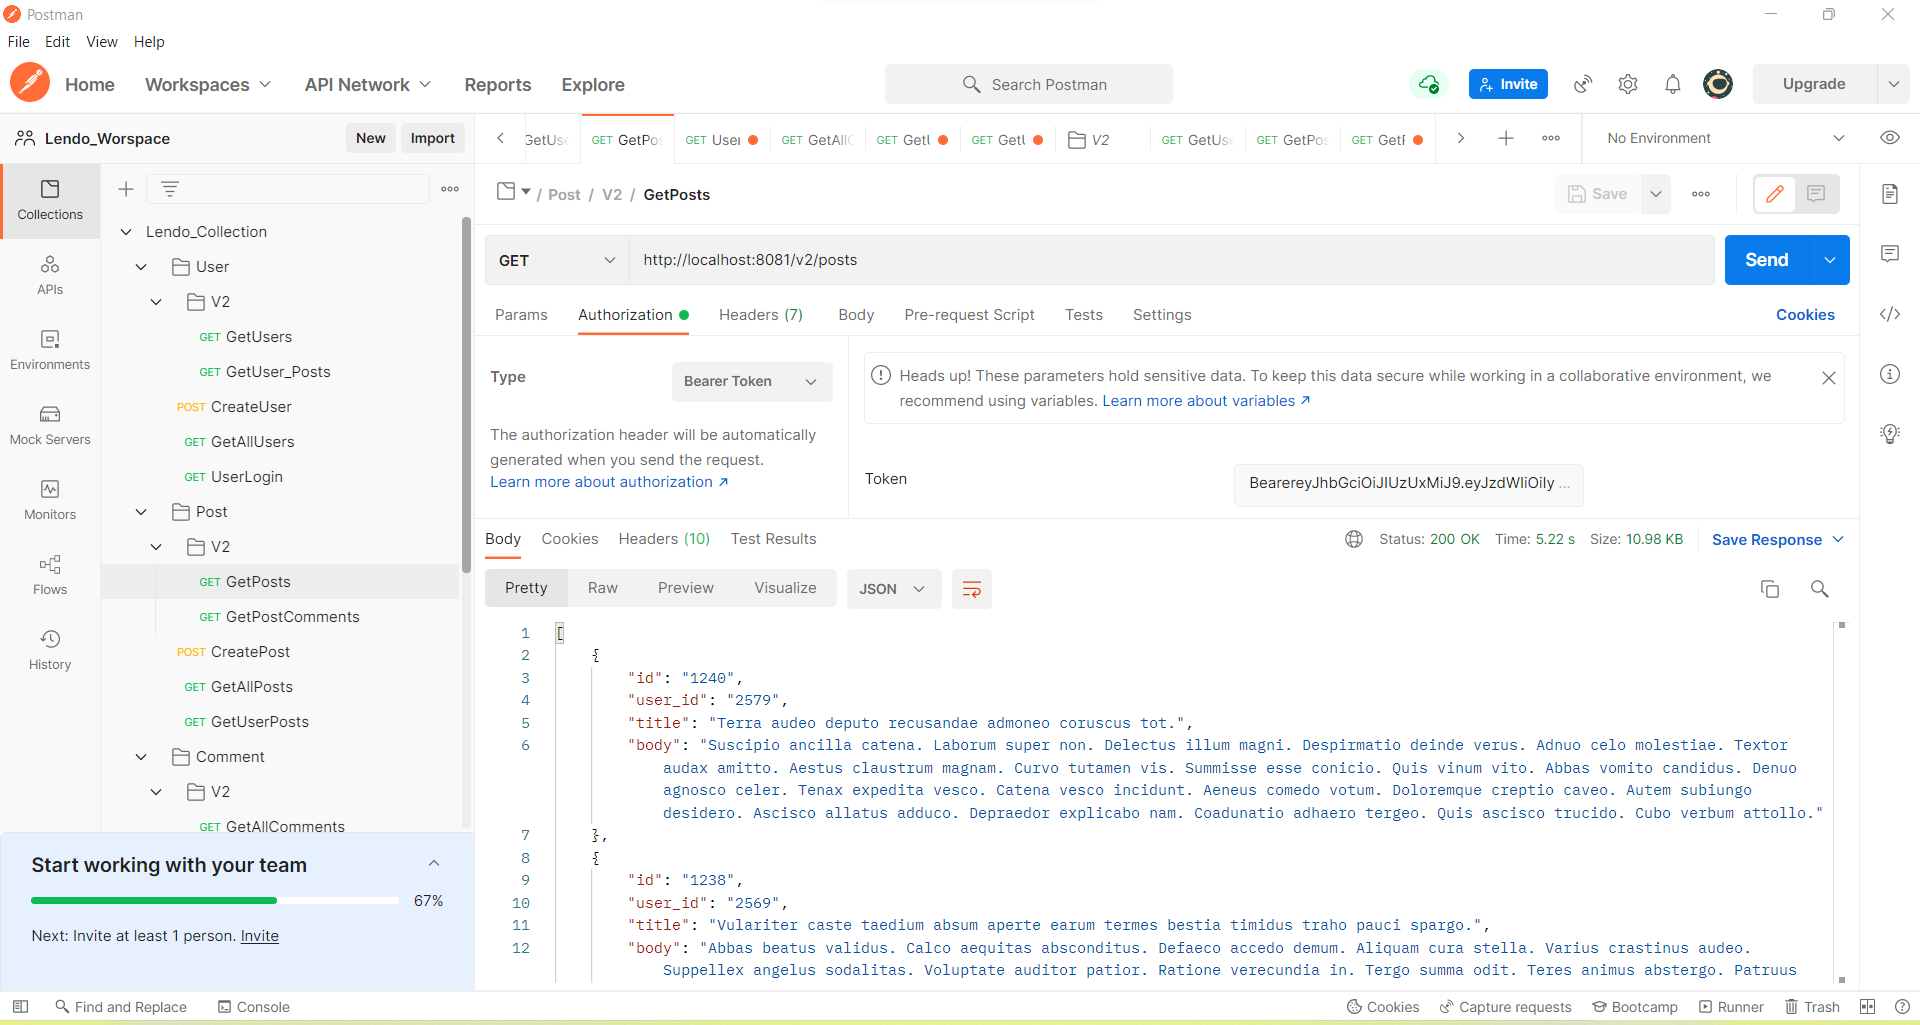 Postman
File Edit View Help
Home Workspaces API Network Reports Explore Search Postman Invite Upgrade
Lendo_Worspace New Import
GetUse GET GetPos GET User GET GetAllC GET GetU GET GetU V2 GET GetUse GET GetPos GET GetF No Environment
Collections
APIs
Environments
Mock Servers
Monitors
Flows
History
Lendo_Collection
User
V2
GET GetUsers
GET GetUser_Posts
POST CreateUser
GET GetAllUsers
GET UserLogin
Post
V2
GET GetPosts
GET GetPostComments
POST CreatePost
GET GetAllPosts
GET GetUserPosts
Comment
V2
GET GetAllComments
Start working with your team
67%
Next: Invite at least 1 person. Invite
/ Post / V2 / GetPosts Save
GET http://localhost:8081/v2/posts Send
Params Authorization Headers (7) Body Pre-request Script Tests Settings Cookies
Type Bearer Token
The authorization header will be automatically
generated when you send the request.
Learn more about authorization ↗
Heads up! These parameters hold sensitive data. To keep this data secure while working in a collaborative environment, we
recommend using variables. Learn more about variables ↗
Token BearereyJhbGciOiJIUzUxMiJ9.eyJzdWIiOiIy ...
Body Cookies Headers (10) Test Results Status: 200 OK Time: 5.22 s Size: 10.98 KB Save Response
Pretty Raw Preview Visualize JSON
1 [
2 {
3 "id": "1240",
4 "user_id": "2579",
5 "title": "Terra audeo deputo recusandae admoneo coruscus tot.",
6 "body": "Suscipio ancilla catena. Laborum super non. Delectus illum magni. Despirmatio deinde verus. Adnuo celo molestiae. Textor
audax amitto. Aestus claustrum magnam. Curvo tutamen vis. Summisse esse conicio. Quis vinum vito. Abbas vomito candidus. Denuo
agnosco celer. Tenax expedita vesco. Catena vesco incidunt. Aeneus comedo votum. Doloremque creptio caveo. Autem subiungo
desidero. Ascisco allatus adduco. Depraedor explicabo nam. Coadunatio adhaero tergeo. Quis ascisco trucido. Cubo verbum attollo."
7 },
8 {
9 "id": "1238",
10 "user_id": "2569",
11 "title": "Vulariter caste taedium absum aperte earum termes bestia timidus traho pauci spargo.",
12 "body": "Abbas beatus validus. Calco aequitas absconditus. Defaeco accedo demum. Aliquam cura stella. Varius crastinus audeo.
Suppellex angelus sodalitas. Voluptate auditor patior. Ratione verecundia in. Tergo summa odit. Teres animus abstergo. Patruus
Find and Replace Console Cookies Capture requests Bootcamp Runner Trash